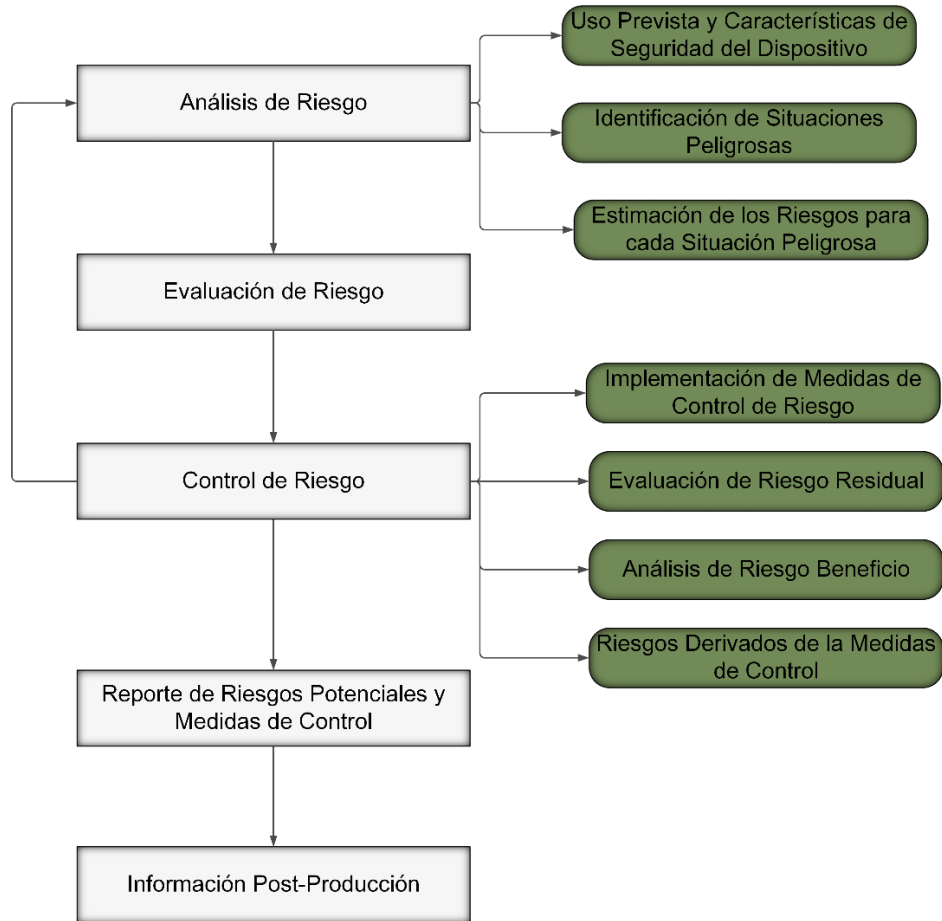 Uso Prevista y Características de
Seguridad del Dispositivo
Análisis de Riesgo
Identificación de Situaciones
Peligrosas
Estimación de los Riesgos para
cada Situación Peligrosa
Evaluación de Riesgo
Implementación de Medidas de
Control de Riesgo
Control de Riesgo
Evaluación de Riesgo Residual
Análisis de Riesgo Beneficio
Riesgos Derivados de la Medidas
de Control
Reporte de Riesgos Potenciales y
Medidas de Control
Información Post-Producción